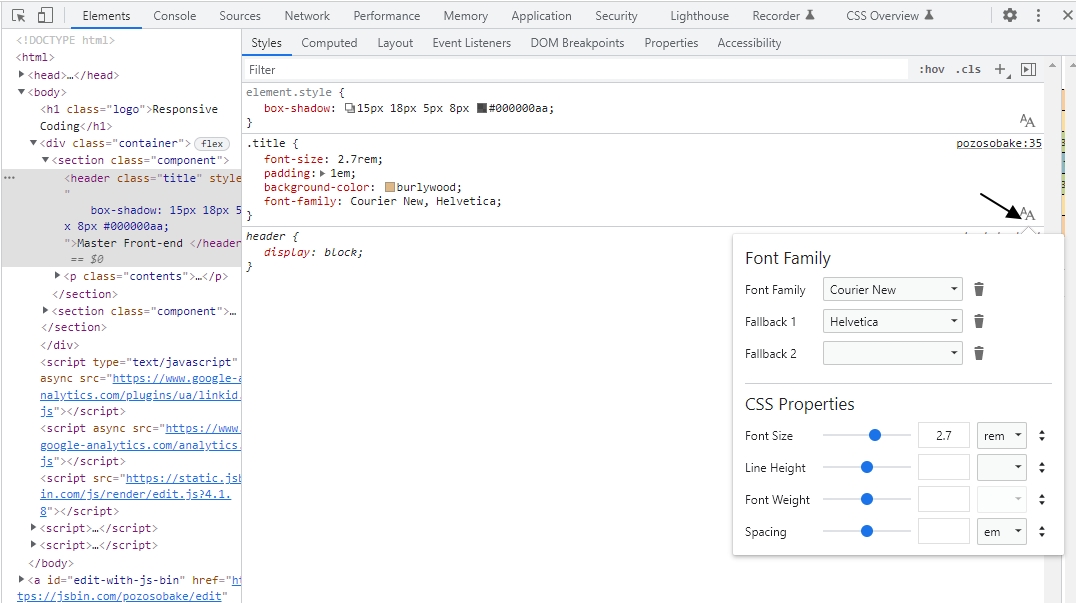 Elements Console Sources Network Performance Memory Application Security Lighthouse Recorder CSS Overview
<!DOCTYPE html>
<html>
<head>…</head>
<body>
<h1 class="logo">Responsive
Coding</h1>
<div class="container"> flex
<section class="component">
<header class="title" style
"
box-shadow: 15px 18px 5
x 8px #000000aa;
">Master Front-end </header
== $0
<p class="contents">…</p>
</section>
<section class="component">…
</section>
</div>
<script type="text/javascript"
async src="https://www.google-a
nalytics.com/plugins/ua/linkid.
js"></script>
<script async src="https://www.
google-analytics.com/analytics.
js"></script>
<script src="https://static.jsb
in.com/js/render/edit.js?4.1.
8"></script>
<script>…</script>
<script>…</script>
</body>
<a id="edit-with-js-bin" href="ht
tps://jsbin.com/pozosobake/edit"
Styles Computed Layout Event Listeners DOM Breakpoints Properties Accessibility
Filter :hov .cls +
element.style {
box-shadow: 15px 18px 5px 8px #000000aa;
}
AA
.title { pozosobake:35
font-size: 2.7rem;
padding: 1em;
background-color: burlywood;
font-family: Courier New, Helvetica;
}
AA
header {
display: block;
}
Font Family
Font Family Courier New
Fallback 1 Helvetica
Fallback 2
CSS Properties
Font Size 2.7 rem
Line Height
Font Weight
Spacing em